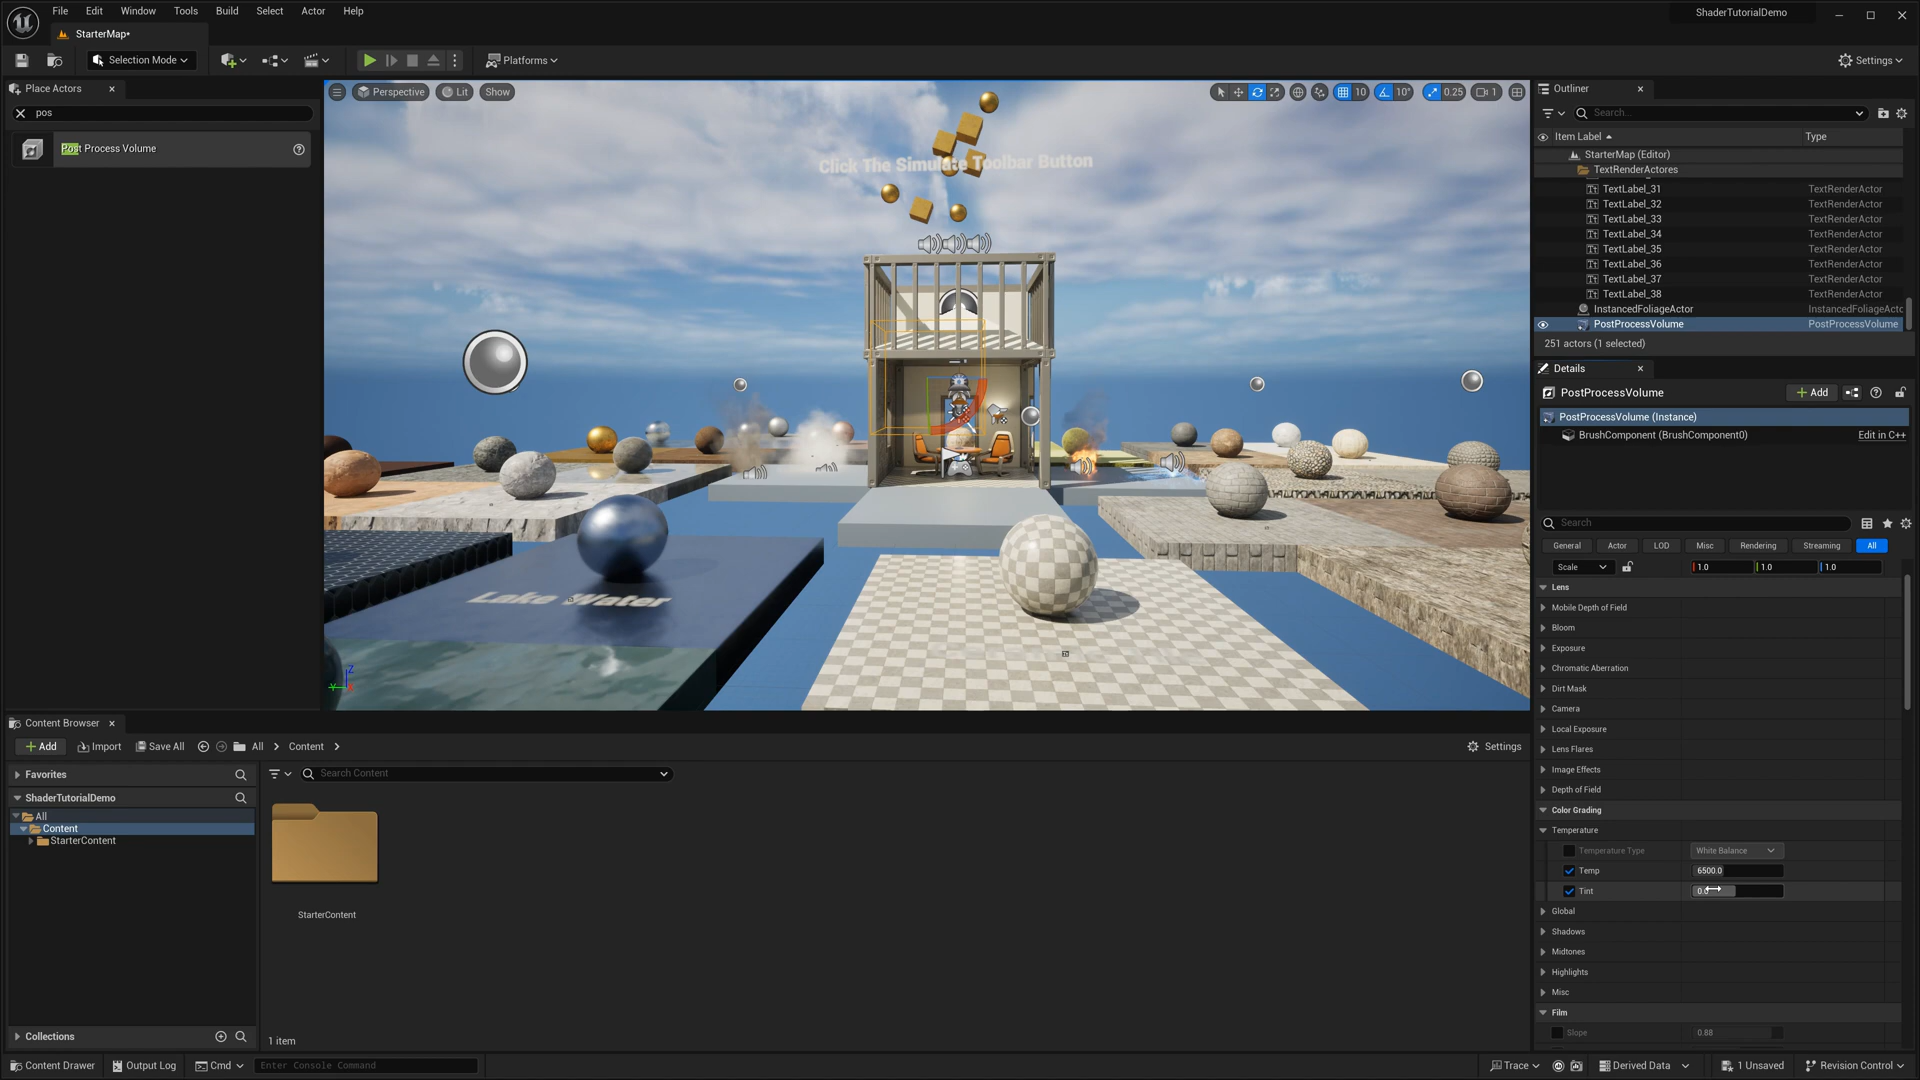 File Edit Window Tools Build Select Actor Help
ShaderTutorialDemo
StarterMap*
Selection Mode
Platforms
Settings
Place Actors
pos
Post Process Volume
Perspective Lit Show
10 10° 0.25 1
Click The Simulate Toolbar Button
Lake Water
Outliner
Search...
Item Label Type
StarterMap (Editor)
TextRenderActores
TextLabel_31 TextRenderActor
TextLabel_32 TextRenderActor
TextLabel_33 TextRenderActor
TextLabel_34 TextRenderActor
TextLabel_35 TextRenderActor
TextLabel_36 TextRenderActor
TextLabel_37 TextRenderActor
TextLabel_38 TextRenderActor
InstancedFoliageActor InstancedFoliageActc
PostProcessVolume PostProcessVolume
251 actors (1 selected)
Details
PostProcessVolume
Add
PostProcessVolume (Instance)
BrushComponent (BrushComponent0) Edit in C++
Search
General Actor LOD Misc Rendering Streaming All
Scale 1.0 1.0 1.0
Lens
Mobile Depth of Field
Bloom
Exposure
Chromatic Aberration
Dirt Mask
Camera
Local Exposure
Lens Flares
Image Effects
Depth of Field
Color Grading
Temperature
Temperature Type White Balance
Temp 6500.0
Tint 0.0
Global
Shadows
Midtones
Highlights
Misc
Film
Slope 0.88
Content Browser
Add Import Save All All Content
Settings
Favorites
Search Content
ShaderTutorialDemo
All
Content
StarterContent
StarterContent
Collections
1 item
Content Drawer Output Log Cmd Enter Console Command
Trace Derived Data 1 Unsaved Revision Control
Z
Y